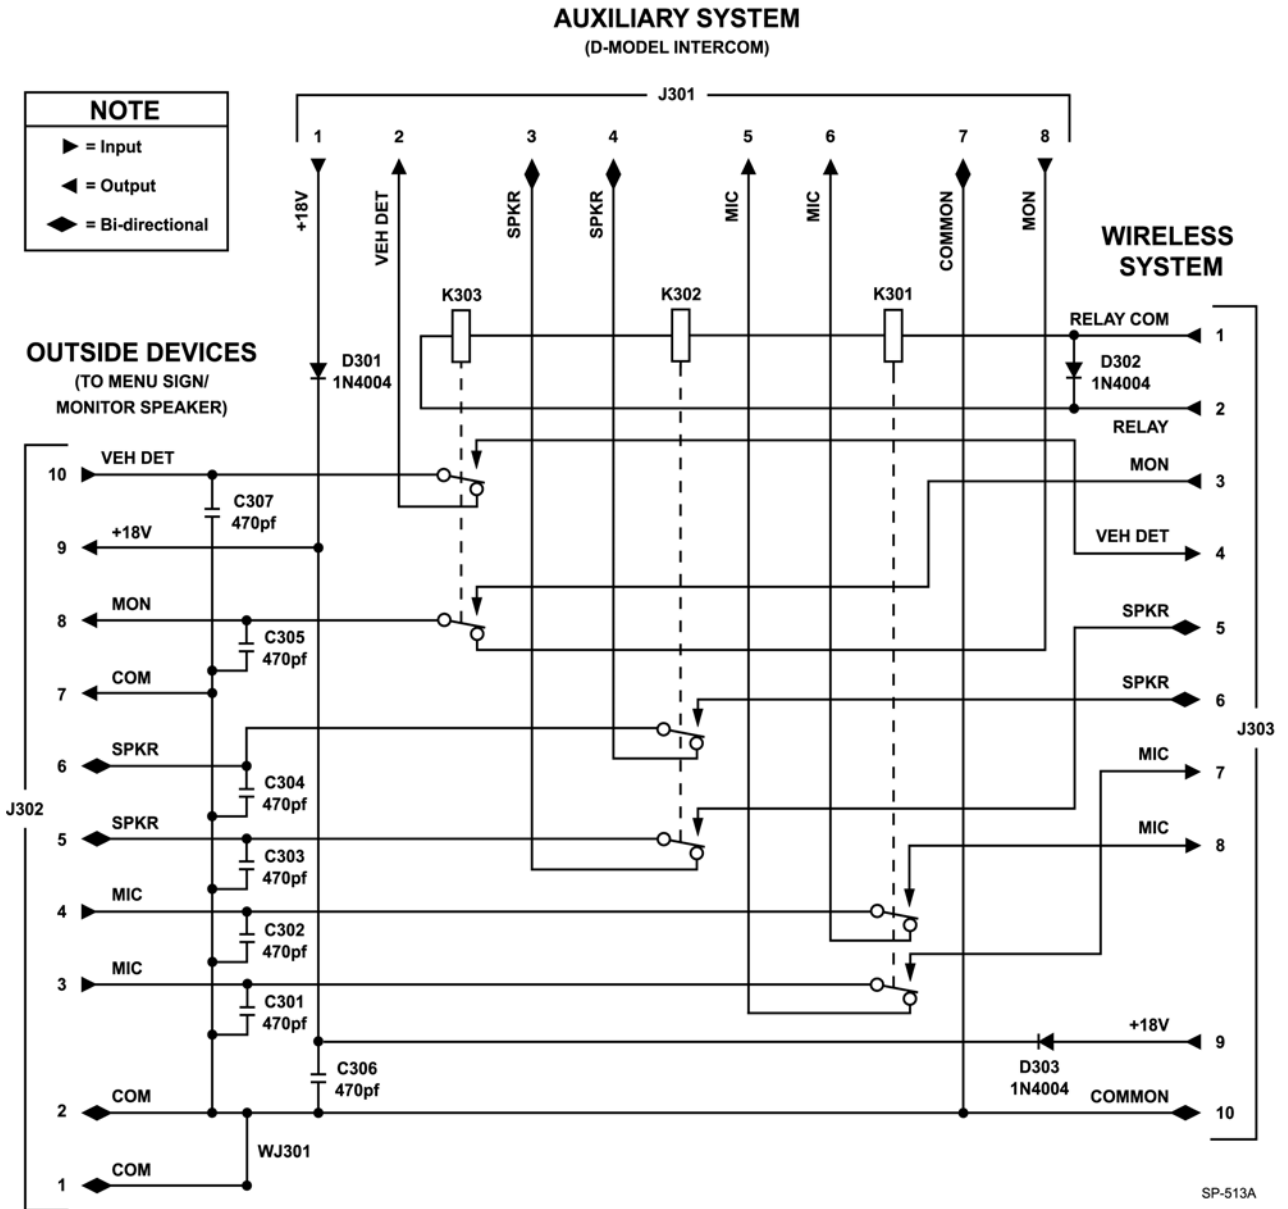 AUXILIARY SYSTEM
(D-MODEL INTERCOM)
J301
NOTE
= Input
= Output
= Bi-directional
1
2
3
4
5
6
7
8
+18V
VEH DET
SPKR
SPKR
MIC
MIC
COMMON
MON
WIRELESS
SYSTEM
K303
K302
K301
RELAY COM
1
D302
1N4004
2
RELAY
OUTSIDE DEVICES
(TO MENU SIGN/
MONITOR SPEAKER)
D301
1N4004
10
VEH DET
C307
470pf
9
+18V
8
MON
C305
470pf
7
COM
6
SPKR
C304
470pf
J302
5
SPKR
C303
470pf
4
MIC
C302
470pf
3
MIC
C301
470pf
C306
470pf
2
COM
WJ301
1
COM
MON
3
VEH DET
4
SPKR
5
SPKR
6
J303
MIC
7
MIC
8
+18V
9
D303
1N4004
COMMON
10
SP-513A